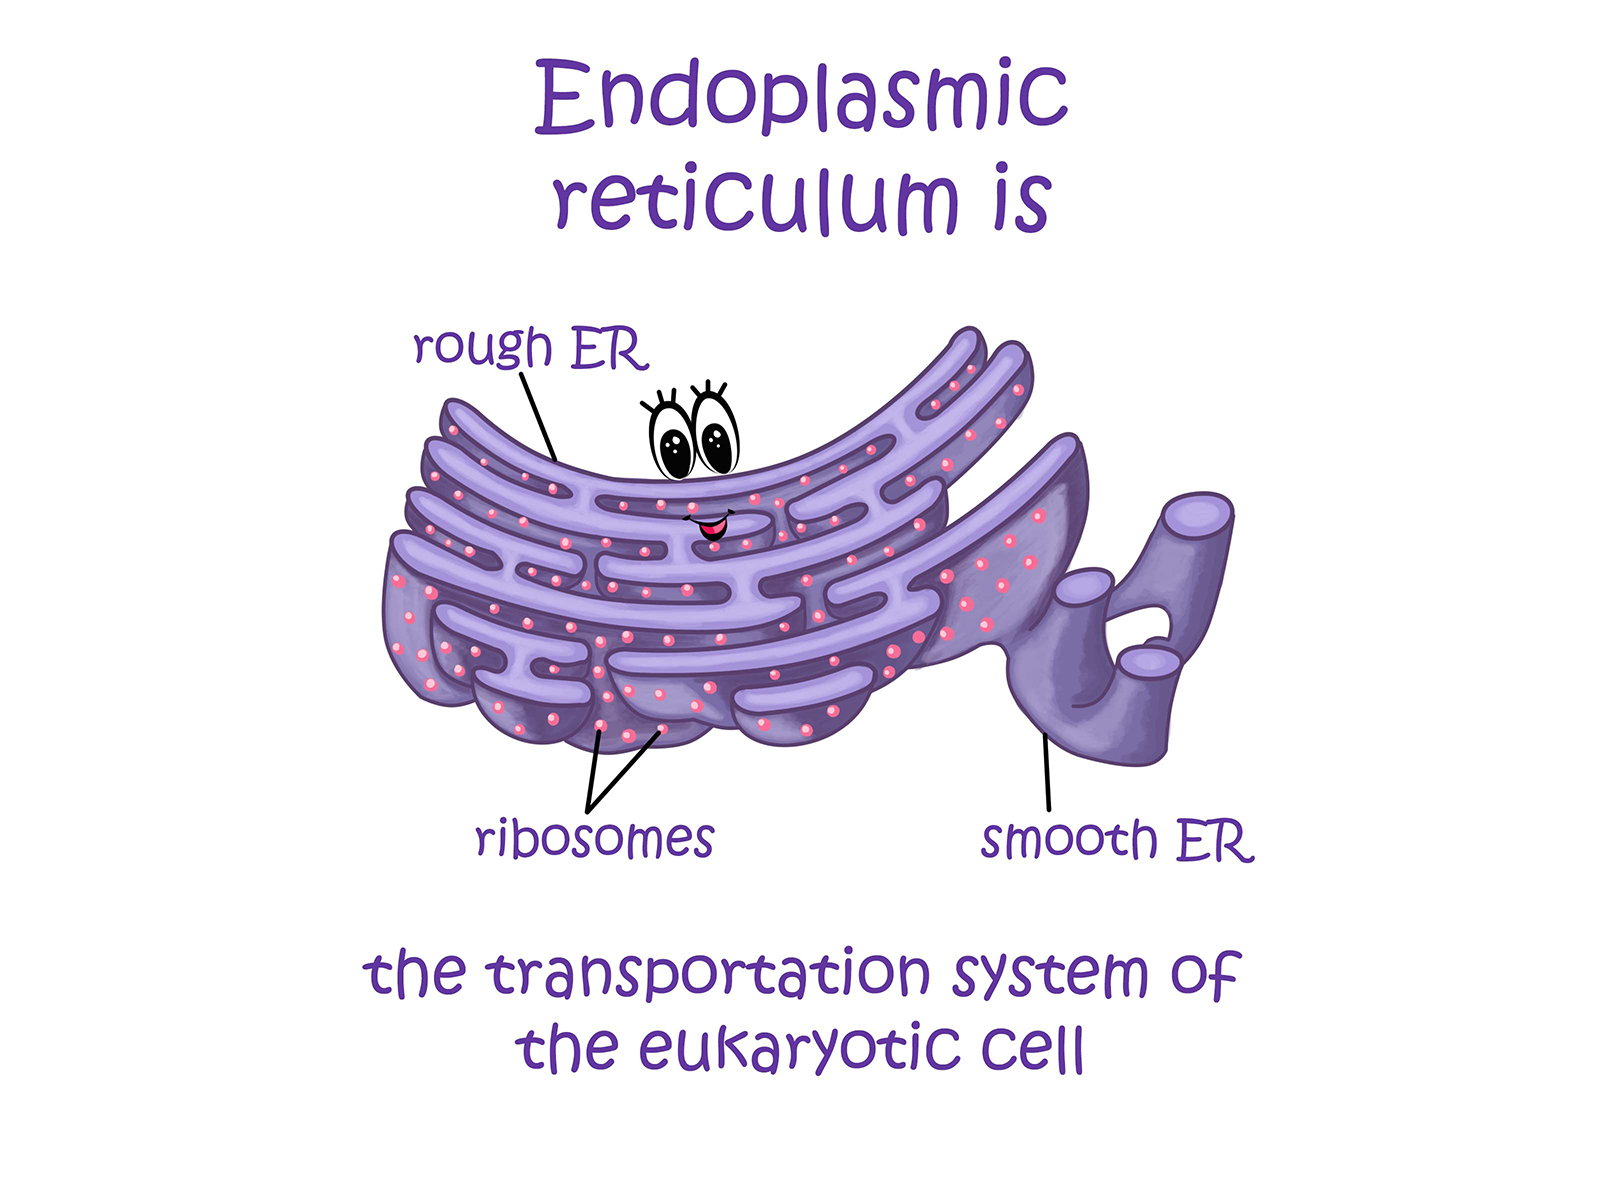 Endoplasmic
reticulum is
rough ER
ribosomes
smooth ER
the transportation system of
the eukaryotic cell